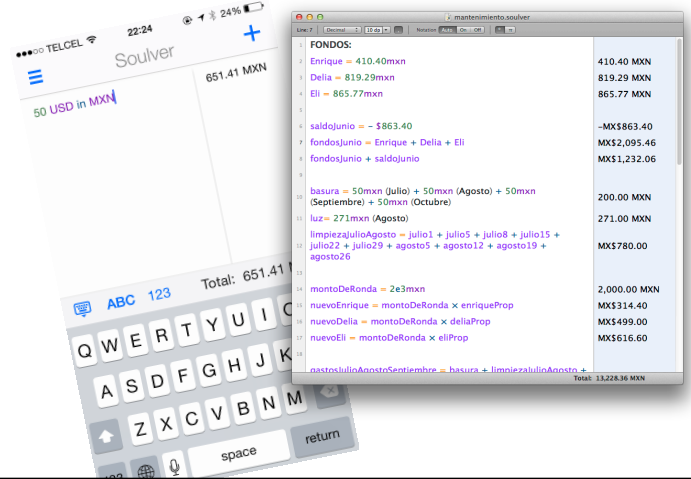 ●●●○○ TELCEL 22:24 24%
Soulver
+
50 USD in MXN
651.41 MXN
ABC 123
Total: 651.41
Q W E R T Y U I
A S D F G H J K
Z X C V B N M
space
return
mantenimiento.soulver
Line: 7 Decimal 10 dp Notation Auto On Off
1 FONDOS:
2 Enrique = 410.40mxn 410.40 MXN
3 Delia = 819.29mxn 819.29 MXN
4 Eli = 865.77mxn 865.77 MXN
6 saldoJunio = - $863.40 -MX$863.40
7 fondosJunio = Enrique + Delia + Eli MX$2,095.46
8 fondosJunio + saldoJunio MX$1,232.06
basura = 50mxn (Julio) + 50mxn (Agosto) + 50mxn
10 (Septiembre) + 50mxn (Octubre) 200.00 MXN
11 luz= 271mxn (Agosto) 271.00 MXN
limpiezaJulioAgosto = julio1 + julio5 + julio8 + julio15 +
12 julio22 + julio29 + agosto5 + agosto12 + agosto19 + MX$780.00
agosto26
13
14 montoDeRonda = 2e3mxn 2,000.00 MXN
15 nuevoEnrique = montoDeRonda × enriqueProp MX$314.40
16 nuevoDelia = montoDeRonda × deliaProp MX$499.00
17 nuevoEli = montoDeRonda × eliProp MX$616.60
18
gastosJulioAgostoSeptiembre = basura + limpiezaJulioAgosto +
Total: 13,228.36 MXN